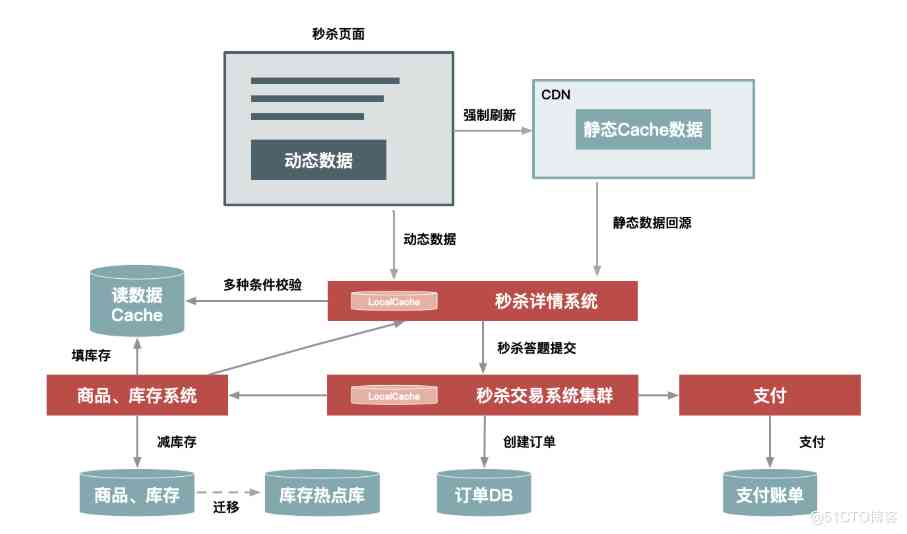 秒杀页面
CDN
强制刷新
静态Cache数据
动态数据
动态数据
静态数据回源
读数据
Cache
多种条件校验
LocalCache
秒杀详情系统
填库存
秒杀答题提交
商品、库存系统
LocalCache
秒杀交易系统集群
支付
减库存
创建订单
支付
商品、库存
迁移
库存热点库
订单DB
支付账单
@51CTO博客